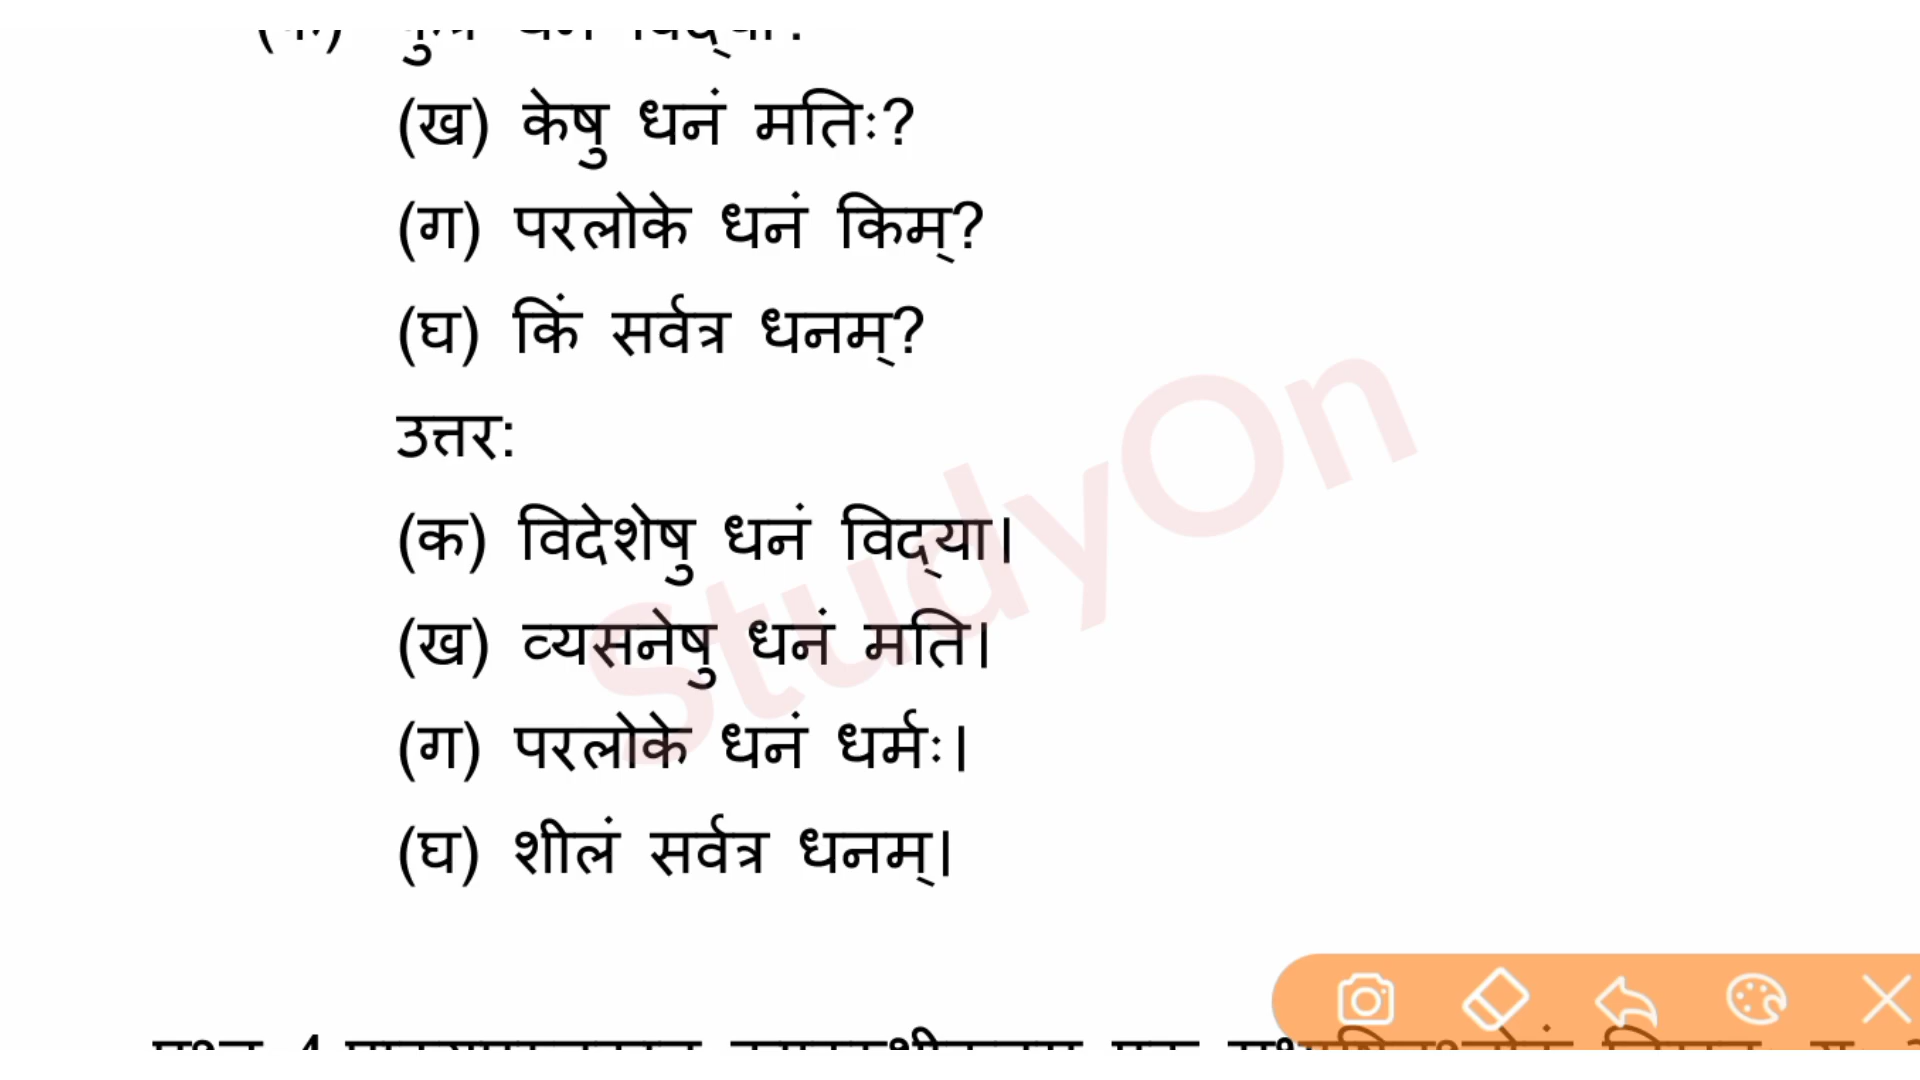 (ख) केषु धनं मतिः?
(ग) परलोके धनं किम्?
(घ) किं सर्वत्र धनम्?
उत्तर:
(क) विदेशेषु धनं विद्‌या।
(ख) व्यसनेषु धनं मति।
(ग) परलोके धनं धर्मः।
(घ) शीलं सर्वत्र धनम्।
StudyOn